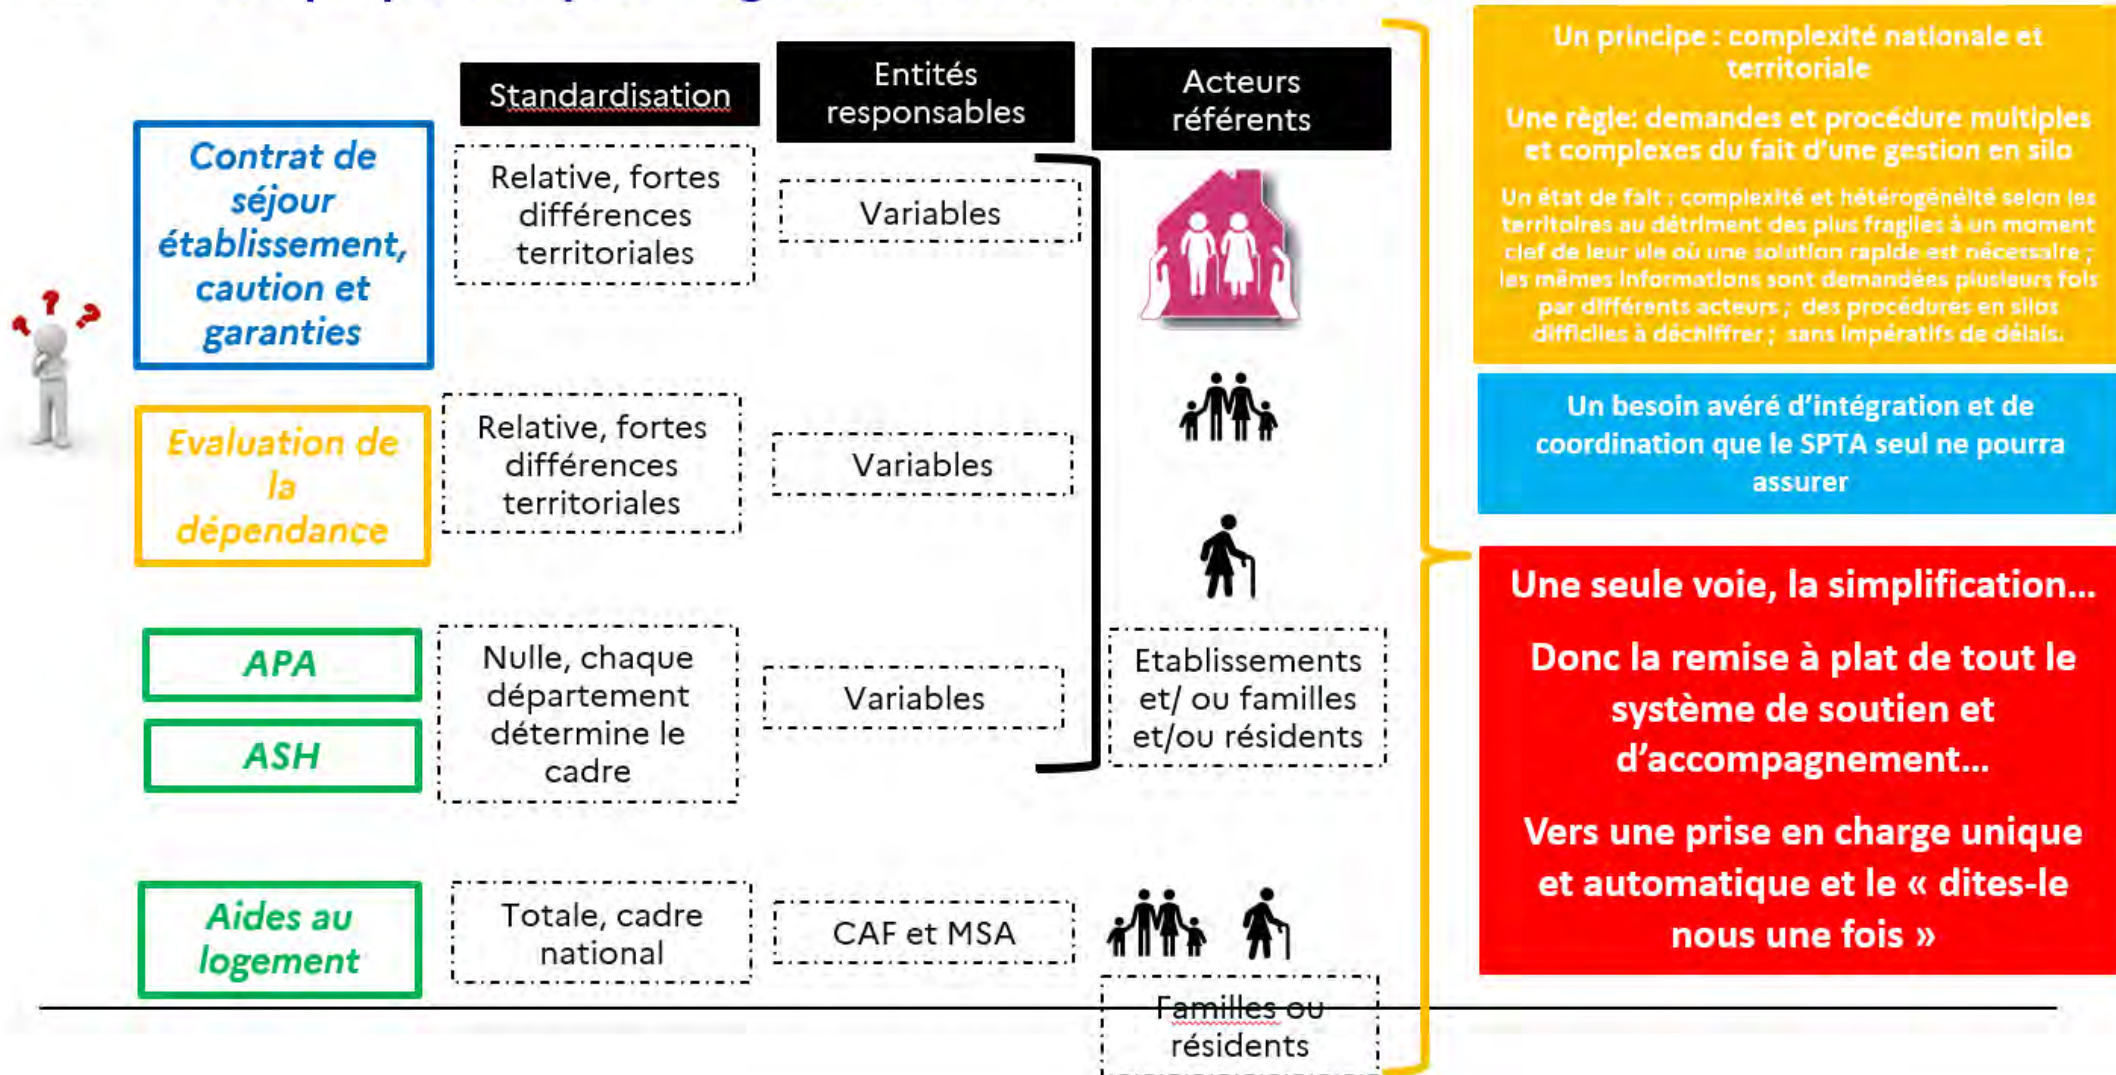 Standardisation
Entités
responsables
Acteurs
référents
Contrat de
séjour
établissement,
caution et
garanties
Relative, fortes
différences
territoriales
Variables
Evaluation de
la
dépendance
Relative, fortes
différences
territoriales
Variables
APA
ASH
Nulle, chaque
département
détermine le
cadre
Variables
Etablissements
et/ ou familles
et/ou résidents
Aides au
logement
Totale, cadre
national
CAF et MSA
Familles ou
résidents
Un principe : complexité nationale et
territoriale
Une règle: demandes et procédure multiples
et complexes du fait d'une gestion en silo
Un état de fait : complexité et hétérogénéité selon les
territoires au détriment des plus fragiles à un moment
clef de leur vie où une solution rapide est nécessaire ;
les mêmes informations sont demandées plusieurs fois
par différents acteurs ; des procédures en silos
difficiles à déchiffrer ; sans impératifs de délais.
Un besoin avéré d'intégration et de
coordination que le SPTA seul ne pourra
assurer
Une seule voie, la simplification...
Donc la remise à plat de tout le
système de soutien et
d'accompagnement...
Vers une prise en charge unique
et automatique et le « dites-le
nous une fois »